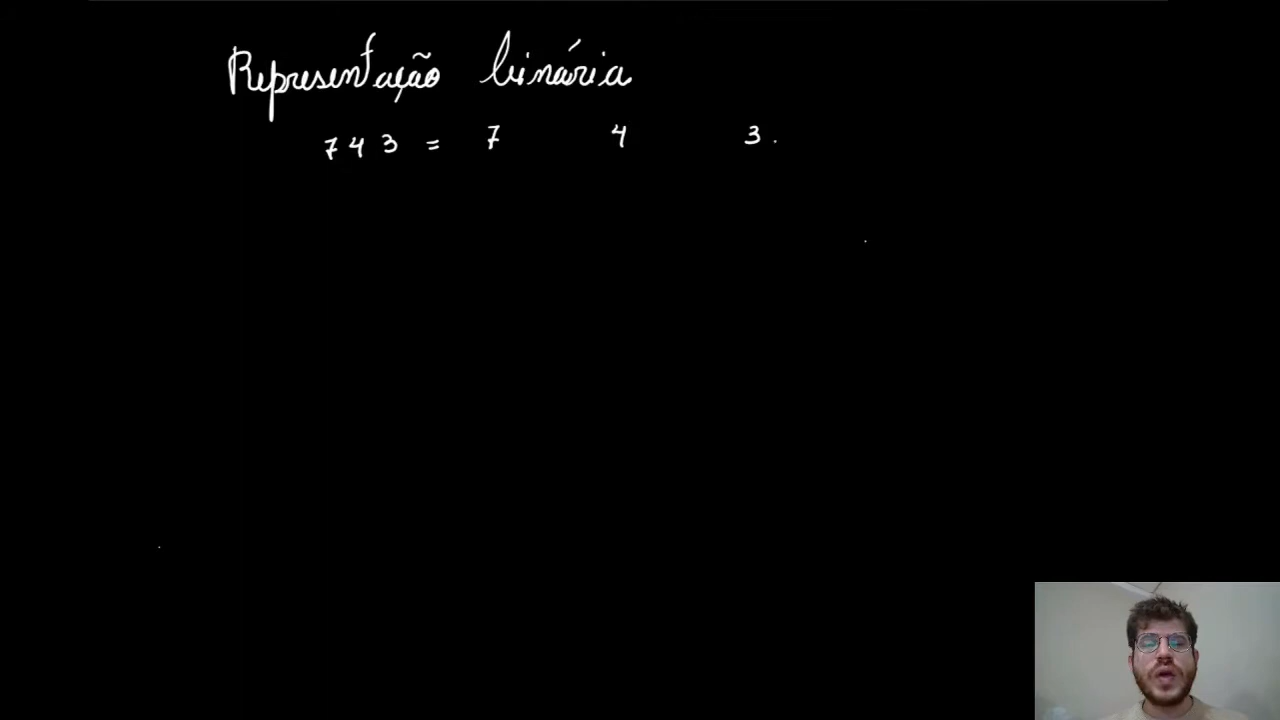 Representação binária
743 = 7 4 3.